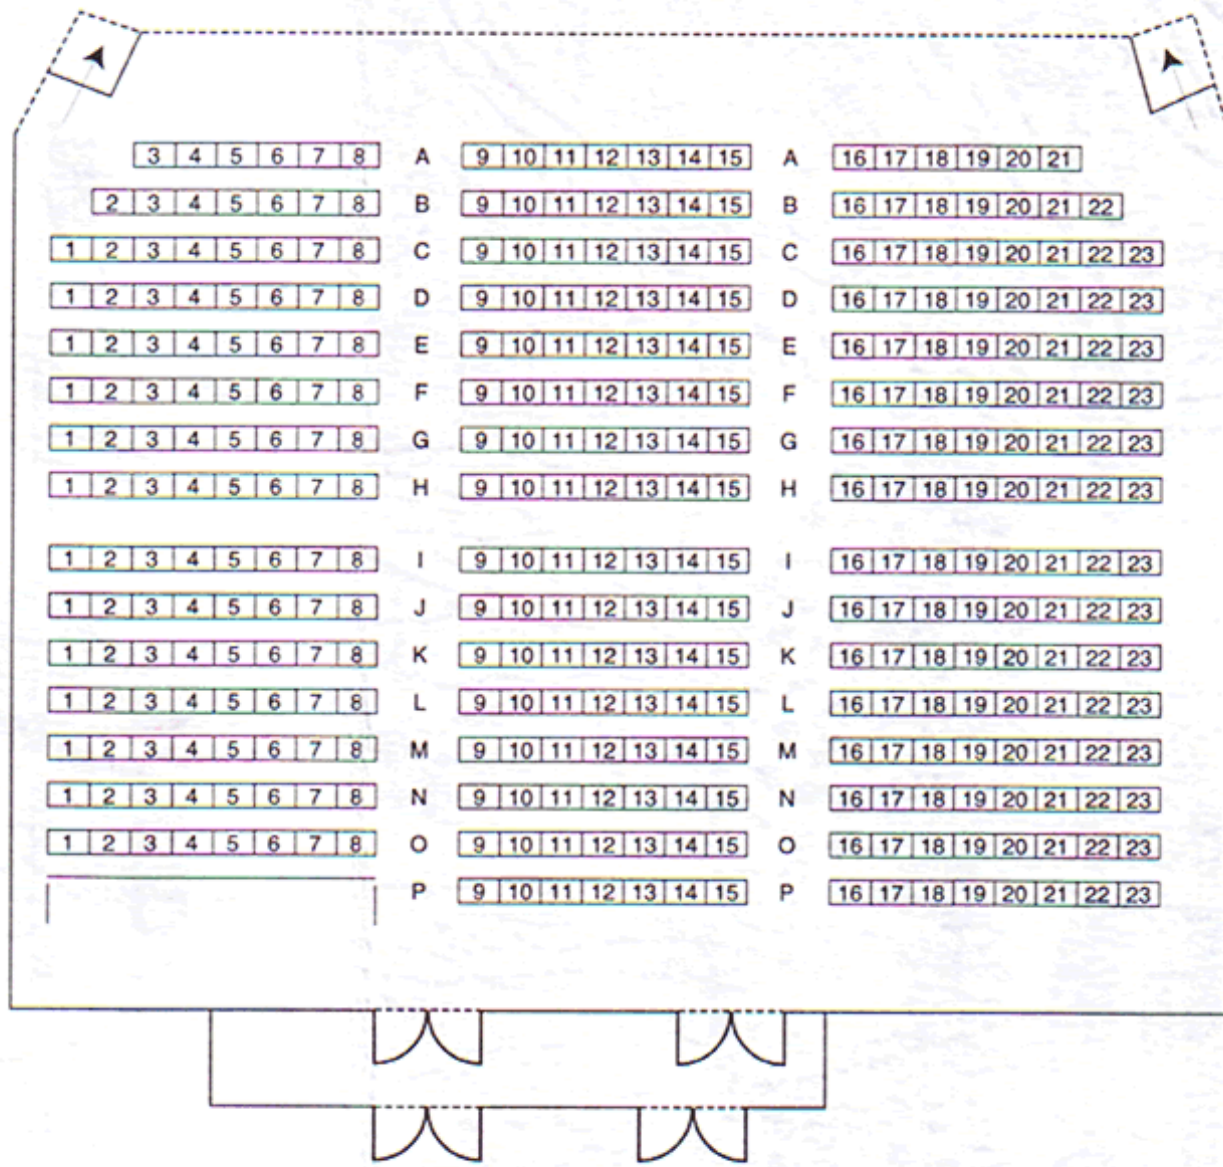 3 4 5 6 7 8 A 9 10 11 12 13 14 15 A 16 17 18 19 20 21
2 3 4 5 6 7 8 B 9 10 11 12 13 14 15 B 16 17 18 19 20 21 22
1 2 3 4 5 6 7 8 C 9 10 11 12 13 14 15 C 16 17 18 19 20 21 22 23
1 2 3 4 5 6 7 8 D 9 10 11 12 13 14 15 D 16 17 18 19 20 21 22 23
1 2 3 4 5 6 7 8 E 9 10 11 12 13 14 15 E 16 17 18 19 20 21 22 23
1 2 3 4 5 6 7 8 F 9 10 11 12 13 14 15 F 16 17 18 19 20 21 22 23
1 2 3 4 5 6 7 8 G 9 10 11 12 13 14 15 G 16 17 18 19 20 21 22 23
1 2 3 4 5 6 7 8 H 9 10 11 12 13 14 15 H 16 17 18 19 20 21 22 23
1 2 3 4 5 6 7 8 I 9 10 11 12 13 14 15 I 16 17 18 19 20 21 22 23
1 2 3 4 5 6 7 8 J 9 10 11 12 13 14 15 J 16 17 18 19 20 21 22 23
1 2 3 4 5 6 7 8 K 9 10 11 12 13 14 15 K 16 17 18 19 20 21 22 23
1 2 3 4 5 6 7 8 L 9 10 11 12 13 14 15 L 16 17 18 19 20 21 22 23
1 2 3 4 5 6 7 8 M 9 10 11 12 13 14 15 M 16 17 18 19 20 21 22 23
1 2 3 4 5 6 7 8 N 9 10 11 12 13 14 15 N 16 17 18 19 20 21 22 23
1 2 3 4 5 6 7 8 O 9 10 11 12 13 14 15 O 16 17 18 19 20 21 22 23
P 9 10 11 12 13 14 15 P 16 17 18 19 20 21 22 23